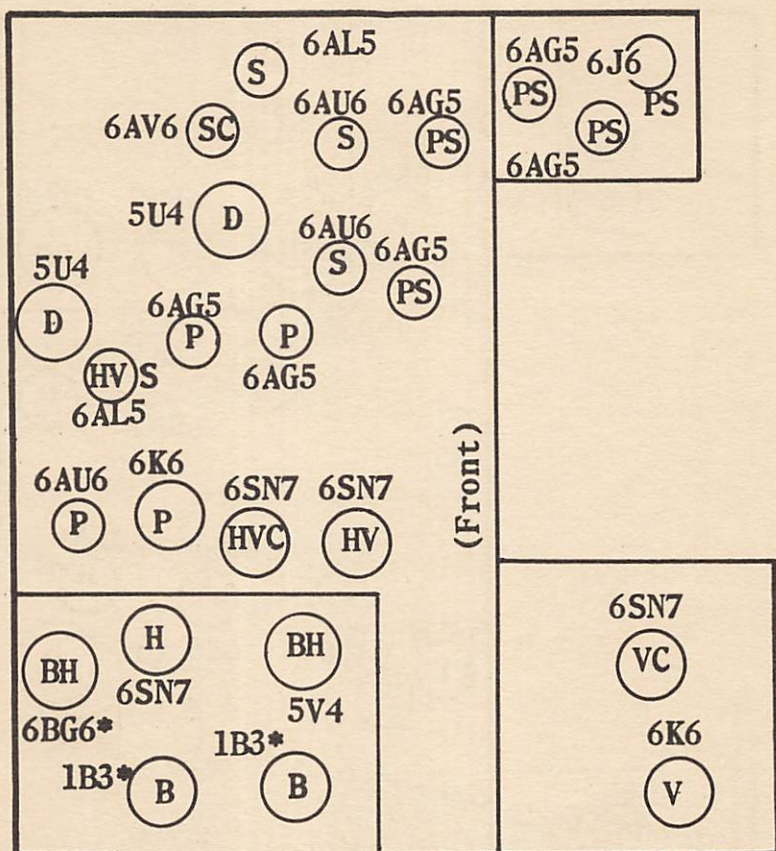 6AL5
S
6AG5
6J6
PS
PS
6AU6
6AG5
6AV6
SC
S
PS
PS
6AG5
5U4
D
6AU6
S
6AG5
5U4
PS
D
6AG5
P
P
6AG5
HV S
6AL5
(Front)
6AU6
6K6
6SN7
6SN7
P
P
HVC
HV
H
BH
BH
6SN7
5V4
6BG6*
1B3*
1B3*
B
B
6SN7
VC
6K6
V